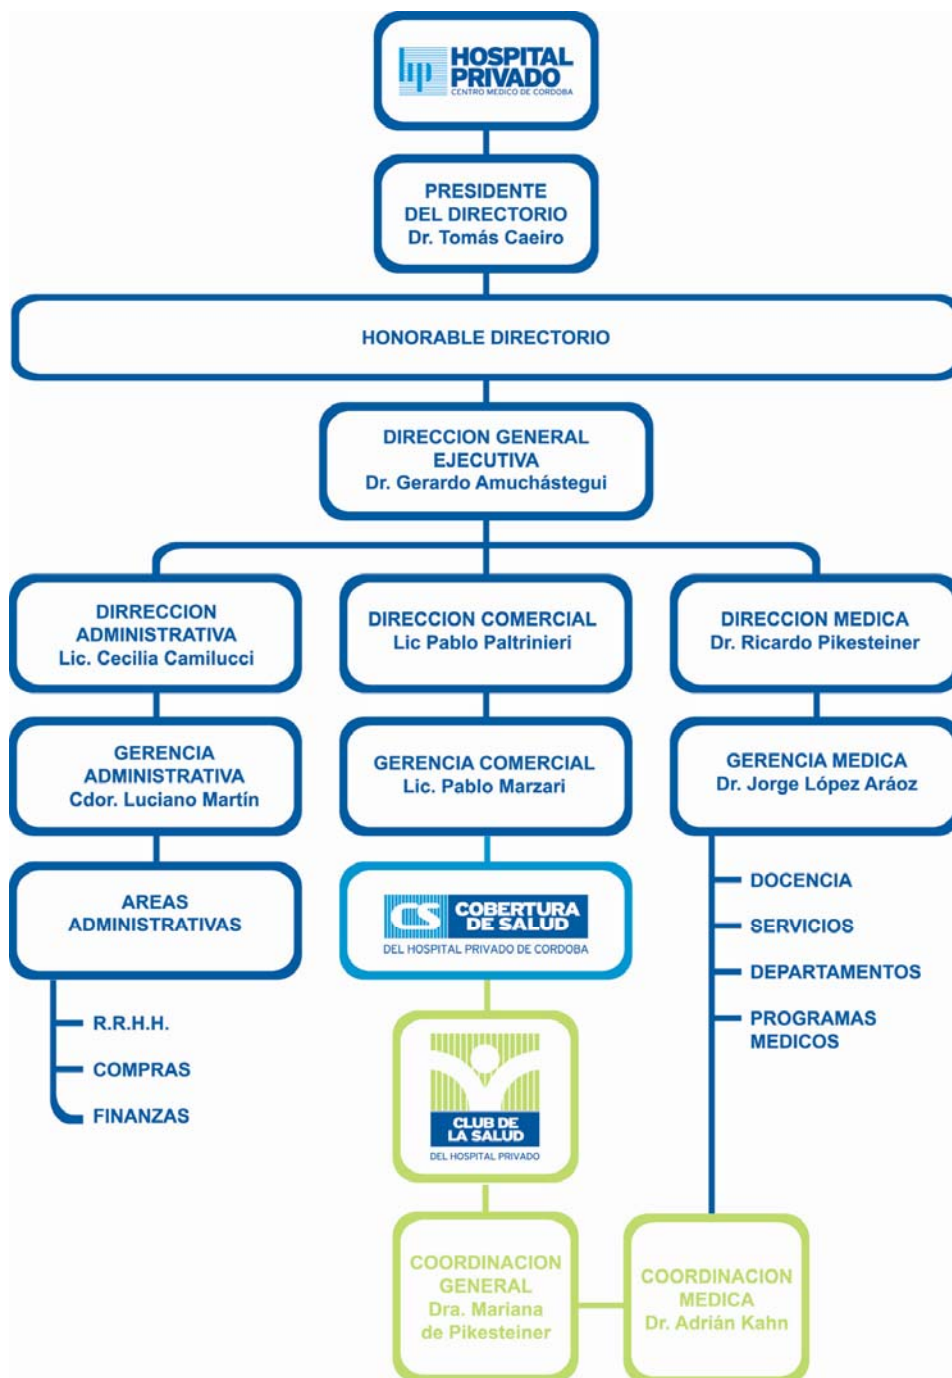 hp HOSPITAL
PRIVADO
CENTRO MEDICO DE CORDOBA
PRESIDENTE
DEL DIRECTORIO
Dr. Tomás Caeiro
HONORABLE DIRECTORIO
DIRECCION GENERAL
EJECUTIVA
Dr. Gerardo Amuchástegui
DIRRECCION
ADMINISTRATIVA
Lic. Cecilia Camilucci
DIRECCION COMERCIAL
Lic Pablo Paltrinieri
DIRECCION MEDICA
Dr. Ricardo Pikesteiner
GERENCIA
ADMINISTRATIVA
Cdor. Luciano Martín
GERENCIA COMERCIAL
Lic. Pablo Marzari
GERENCIA MEDICA
Dr. Jorge López Aráoz
AREAS
ADMINISTRATIVAS
R.R.H.H.
COMPRAS
FINANZAS
CS COBERTURA
DE SALUD
DEL HOSPITAL PRIVADO DE CORDOBA
DOCENCIA
SERVICIOS
DEPARTAMENTOS
PROGRAMAS
MEDICOS
CLUB DE
LA SALUD
DEL HOSPITAL PRIVADO
COORDINACION
GENERAL
Dra. Mariana
de Pikesteiner
COORDINACION
MEDICA
Dr. Adrián Kahn